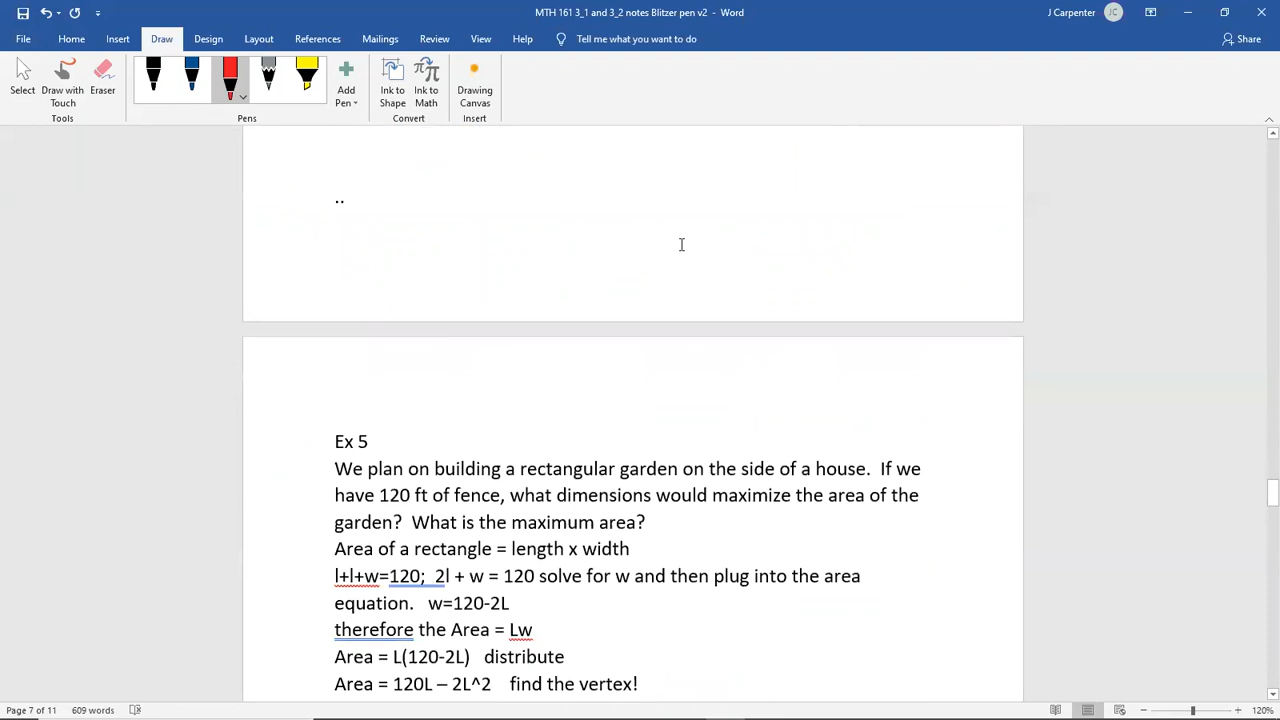 MTH 161 3_1 and 3_2 notes Blitzer pen v2 - Word
J Carpenter JC
File Home Insert Draw Design Layout References Mailings Review View Help Tell me what you want to do Share
Select Draw with Touch Eraser Add Pen Ink to Shape Ink to Math Drawing Canvas
Tools Pens Convert Insert
..
Ex 5
We plan on building a rectangular garden on the side of a house. If we
have 120 ft of fence, what dimensions would maximize the area of the
garden? What is the maximum area?
Area of a rectangle = length x width
l+l+w=120; 2l + w = 120 solve for w and then plug into the area
equation. w=120-2L
therefore the Area = Lw
Area = L(120-2L) distribute
Area = 120L – 2L^2 find the vertex!
Page 7 of 11 609 words 120%